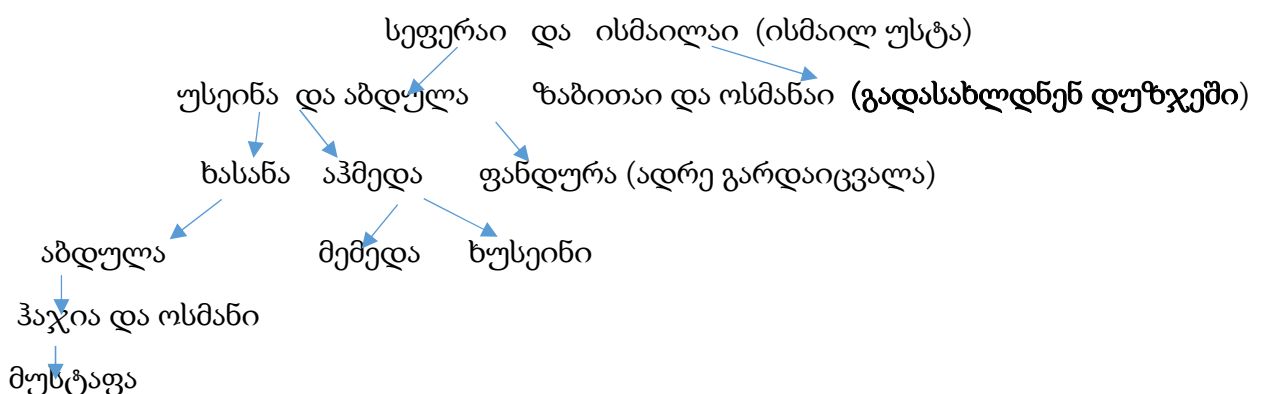 სეფერაი და ისმაილაი (ისმაილ უსტა)
უსეინა და აბდულა ზაბითაი და ოსმანაი (გადასახლდნენ დუზჯეში)
ხასანა აჰმედა ფანდურა (ადრე გარდაიცვალა)
აბდულა მემედა ხუსეინი
ჰაჯია და ოსმანი
მუსტაფა